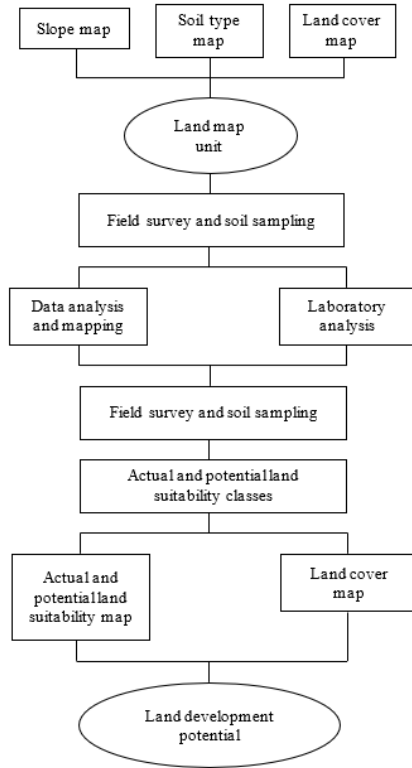 Slope map
Soil type
map
Land cover
map
Land map
unit
Field survey and soil sampling
Data analysis
and mapping
Laboratory
analysis
Field survey and soil sampling
Actual and potential land
suitability classes
Actual and
potential land
suitability map
Land cover
map
Land development
potential